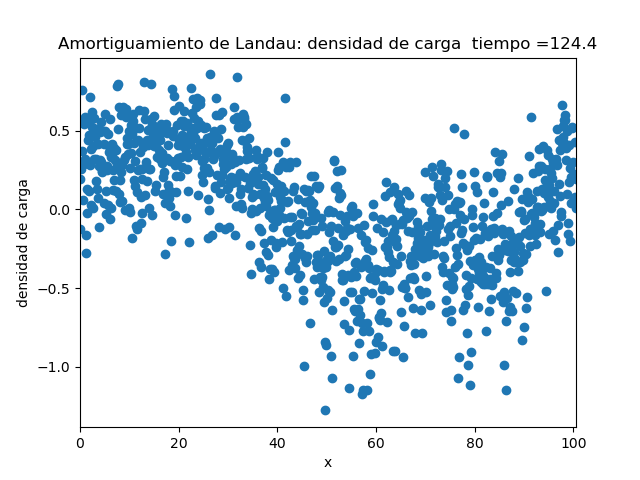 Amortiguamiento de Landau: densidad de carga  tiempo =124.4
densidad de carga
0.5
0.0
−0.5
−1.0
0 20 40 60 80 100
x